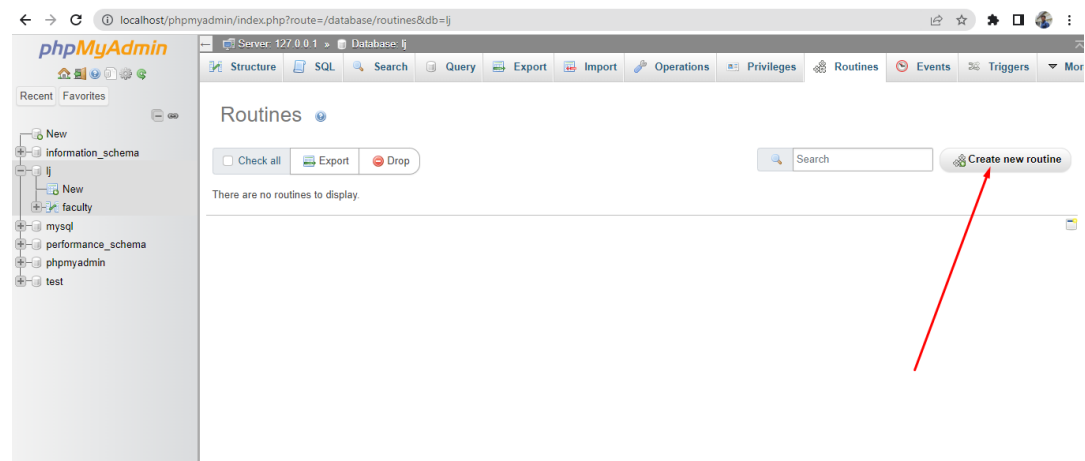 localhost/phpmyadmin/index.php?route=/database/routines&db=lj
phpMyAdmin
Recent Favorites
New
information_schema
lj
New
faculty
mysql
performance_schema
phpmyadmin
test
Server: 127.0.0.1 » Database: lj
Structure SQL Search Query Export Import Operations Privileges Routines Events Triggers Mor
Routines
Check all Export Drop Search Create new routine
There are no routines to display.